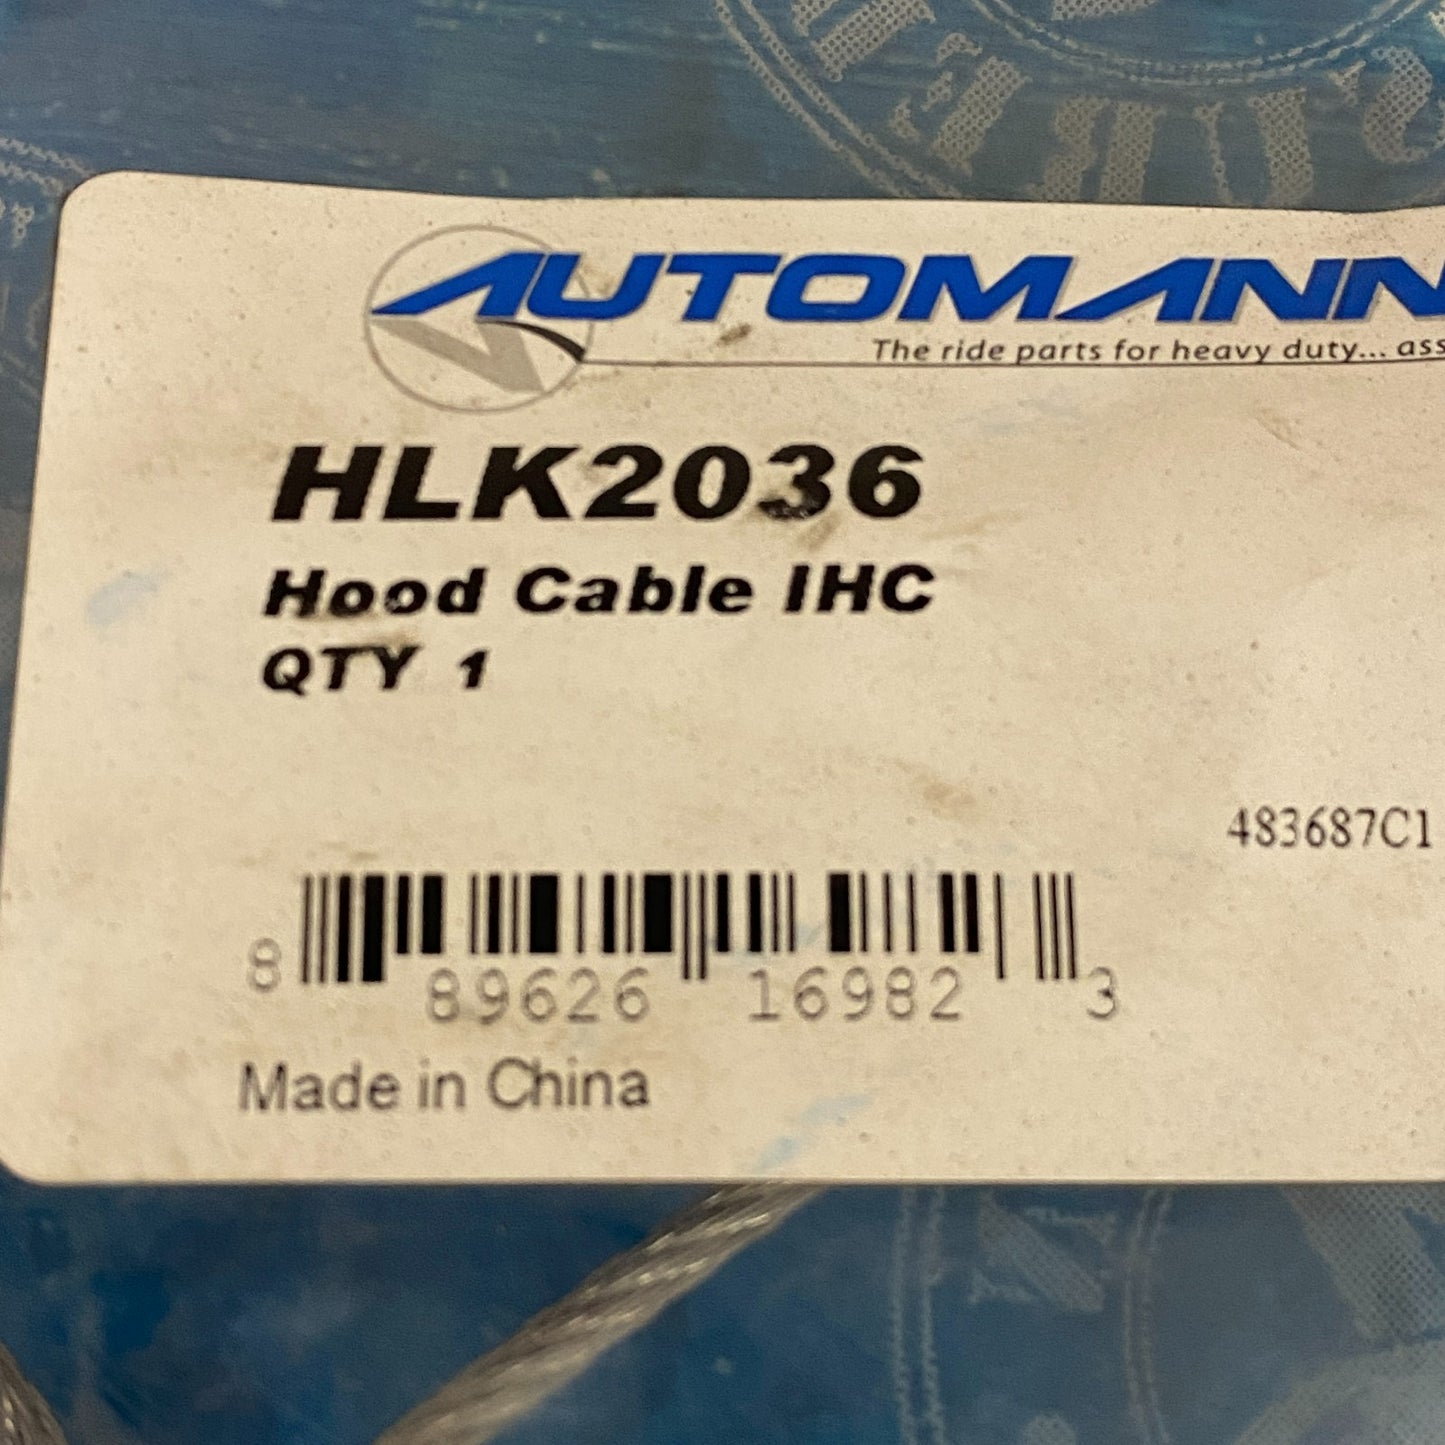 AUTOMANN
The ride parts for heavy duty... ass
HLK2036
Hood Cable IHC
QTY 1
483687C1
8 89626 16982 3
Made in China